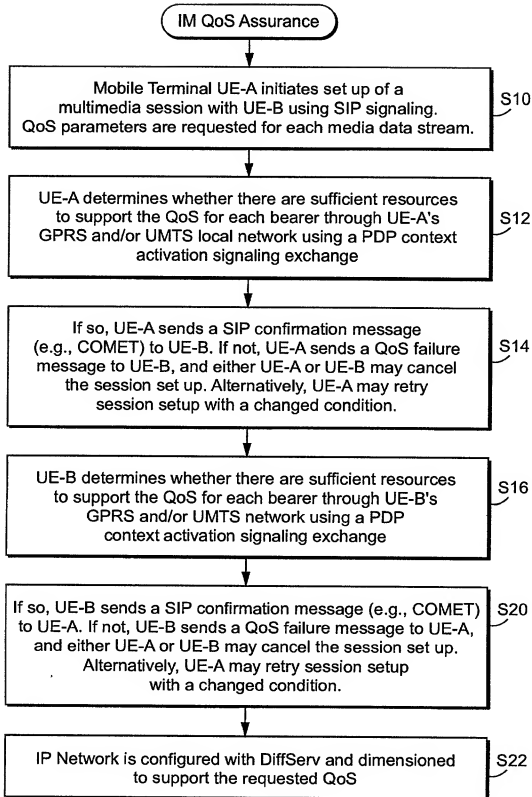 IM QoS Assurance
Mobile Terminal UE-A initiates set up of a
multimedia session with UE-B using SIP signaling.
QoS parameters are requested for each media data stream.
S10
UE-A determines whether there are sufficient resources
to support the QoS for each bearer through UE-A's
GPRS and/or UMTS local network using a PDP context
activation signaling exchange
S12
If so, UE-A sends a SIP confirmation message
(e.g., COMET) to UE-B. If not, UE-A sends a QoS failure
message to UE-B, and either UE-A or UE-B may cancel
the session set up. Alternatively, UE-A may retry
session setup with a changed condition.
S14
UE-B determines whether there are sufficient resources
to support the QoS for each bearer through UE-B's
GPRS and/or UMTS network using a PDP
context activation signaling exchange
S16
If so, UE-B sends a SIP confirmation message (e.g., COMET)
to UE-A. If not, UE-B sends a QoS failure message to UE-A,
and either UE-A or UE-B may cancel the session set up.
Alternatively, UE-A may retry session setup
with a changed condition.
S20
IP Network is configured with DiffServ and dimensioned
to support the requested QoS
S22